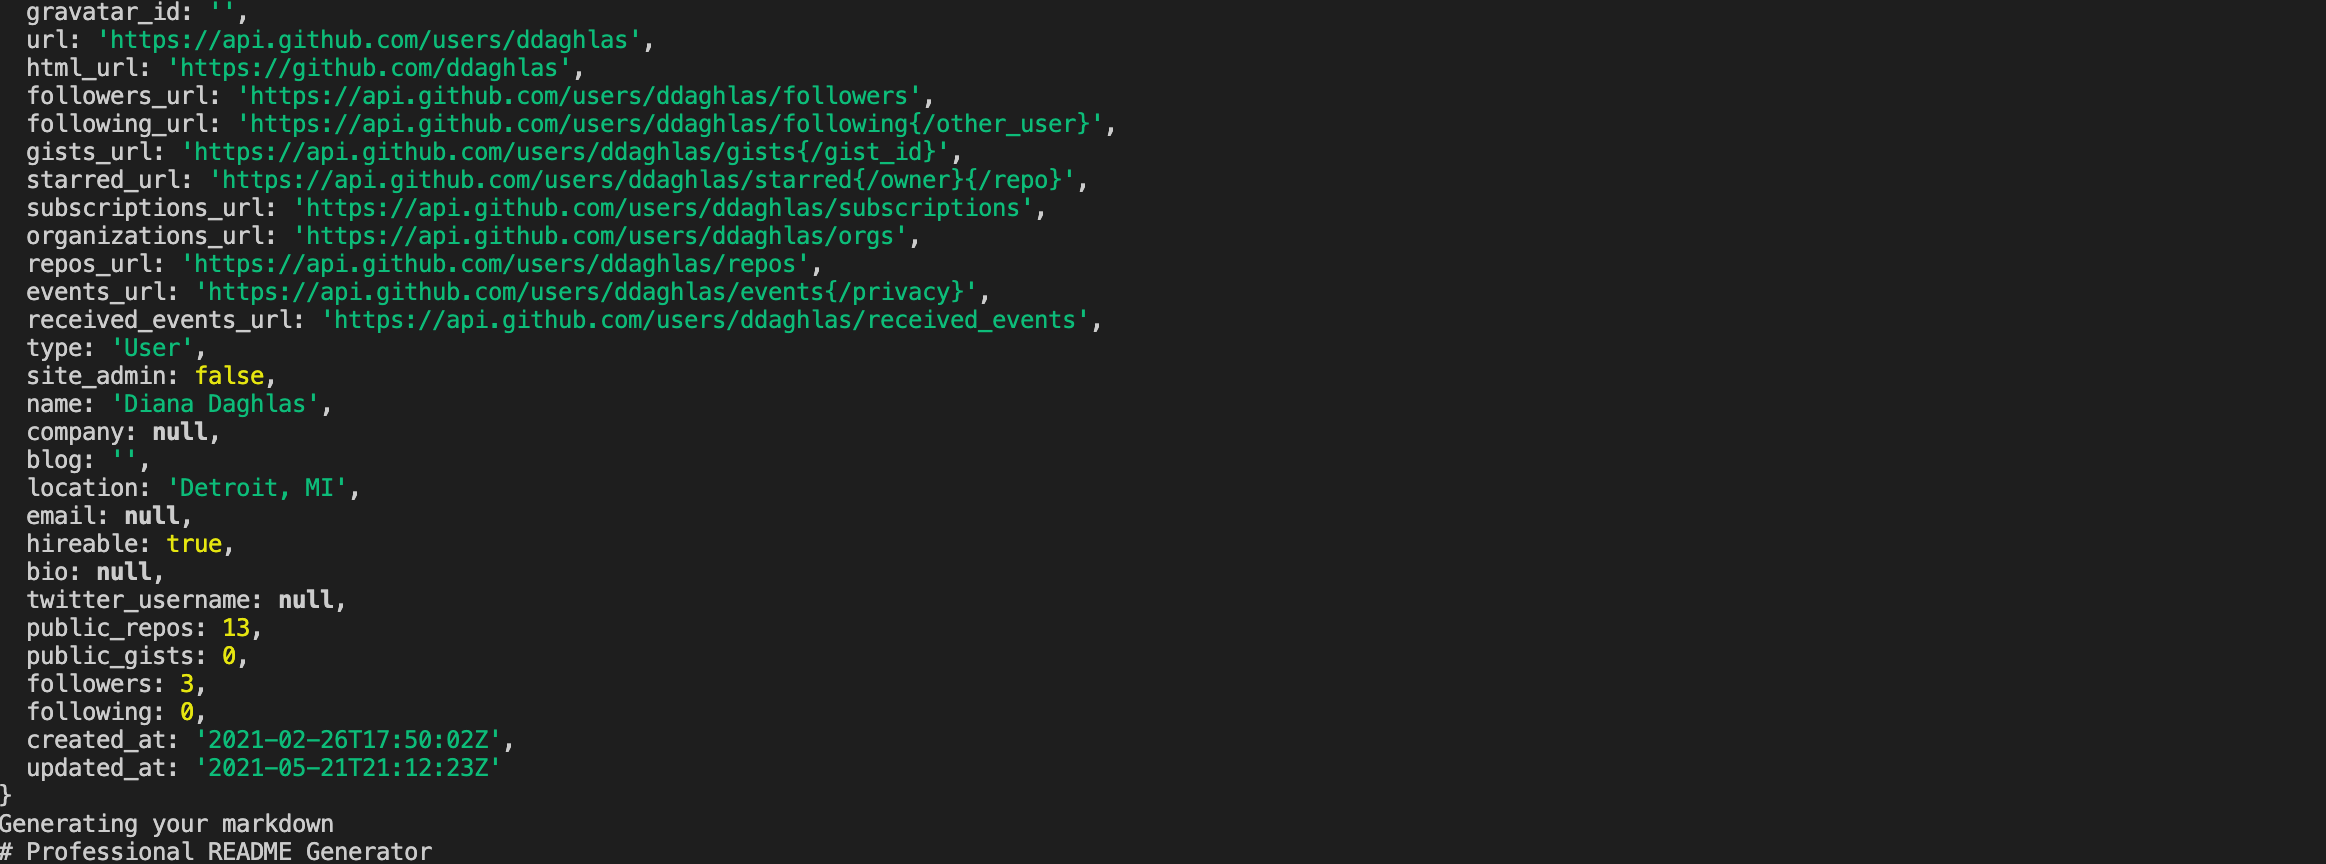 gravatar_id: '',
url: 'https://api.github.com/users/ddaghlas',
html_url: 'https://github.com/ddaghlas',
followers_url: 'https://api.github.com/users/ddaghlas/followers',
following_url: 'https://api.github.com/users/ddaghlas/following{/other_user}',
gists_url: 'https://api.github.com/users/ddaghlas/gists{/gist_id}',
starred_url: 'https://api.github.com/users/ddaghlas/starred{/owner}{/repo}',
subscriptions_url: 'https://api.github.com/users/ddaghlas/subscriptions',
organizations_url: 'https://api.github.com/users/ddaghlas/orgs',
repos_url: 'https://api.github.com/users/ddaghlas/repos',
events_url: 'https://api.github.com/users/ddaghlas/events{/privacy}',
received_events_url: 'https://api.github.com/users/ddaghlas/received_events',
type: 'User',
site_admin: false,
name: 'Diana Daghlas',
company: null,
blog: '',
location: 'Detroit, MI',
email: null,
hireable: true,
bio: null,
twitter_username: null,
public_repos: 13,
public_gists: 0,
followers: 3,
following: 0,
created_at: '2021-02-26T17:50:02Z',
updated_at: '2021-05-21T21:12:23Z'
}
Generating your markdown
# Professional README Generator